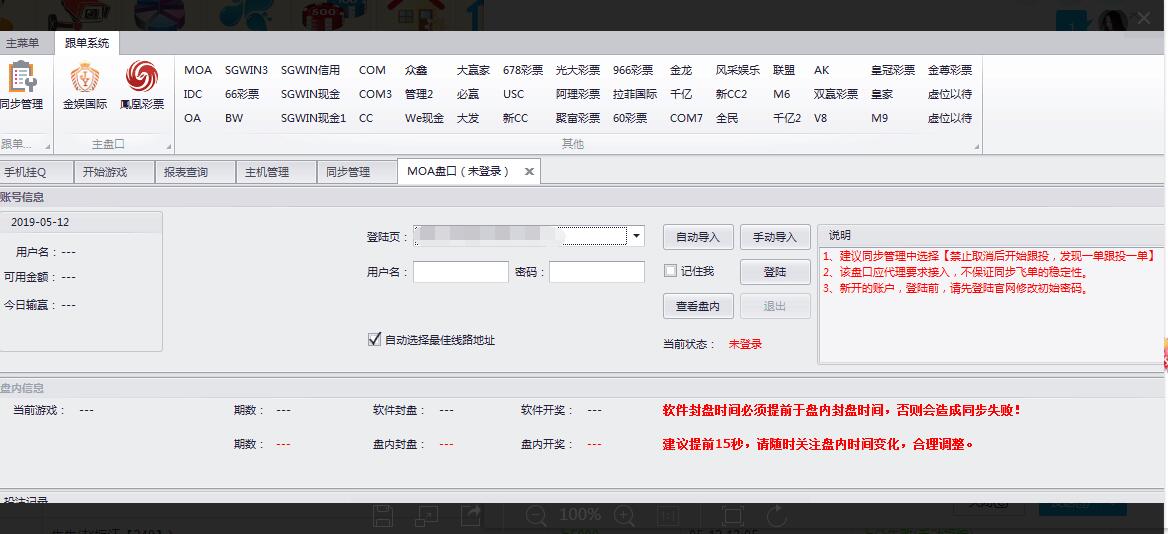 主菜单 跟单系统
MOA SGWIN3 SGWIN信用 COM 众鑫 大赢家 678彩票 光大彩票 966彩票 金龙 风采娱乐 联盟 AK 皇冠彩票 金尊彩票
IDC 66彩票 SGWIN现金 COM3 管理2 必赢 USC 阿理彩票 拉菲国际 千亿 新CC2 M6 双赢彩票 皇家 虚位以待
同步管理 金娱国际 鳳凰彩票
OA BW SGWIN现金1 CC We现金 大发 新CC 聚富彩票 60彩票 COM7 全民 千亿2 V8 M9 虚位以待
跟单... 主盘口 其他
手机挂Q 开始游戏 报表查询 主机管理 同步管理 MOA盘口（未登录）
账号信息
2019-05-12
用户名：---
可用金额：---
今日输赢：---
登陆页：
自动导入 手动导入
用户名： 密码：
记住我 登陆
查看盘内 退出
自动选择最佳线路地址
当前状态： 未登录
说明
1、建议同步管理中选择【禁止取消后开始跟投，发现一单跟投一单】
2、该盘口应代理要求接入，不保证同步飞单的稳定性。
3、新开的账户，登陆前，请先登陆官网修改初始密码。
盘内信息
当前游戏： --- 期数： --- 软件封盘： --- 软件开奖： --- 软件封盘时间必须提前于盘内封盘时间，否则会造成同步失败！
期数： --- 盘内封盘： --- 盘内开奖： --- 建议提前15秒，请随时关注盘内时间变化，合理调整。
投注记录
100%
1:1